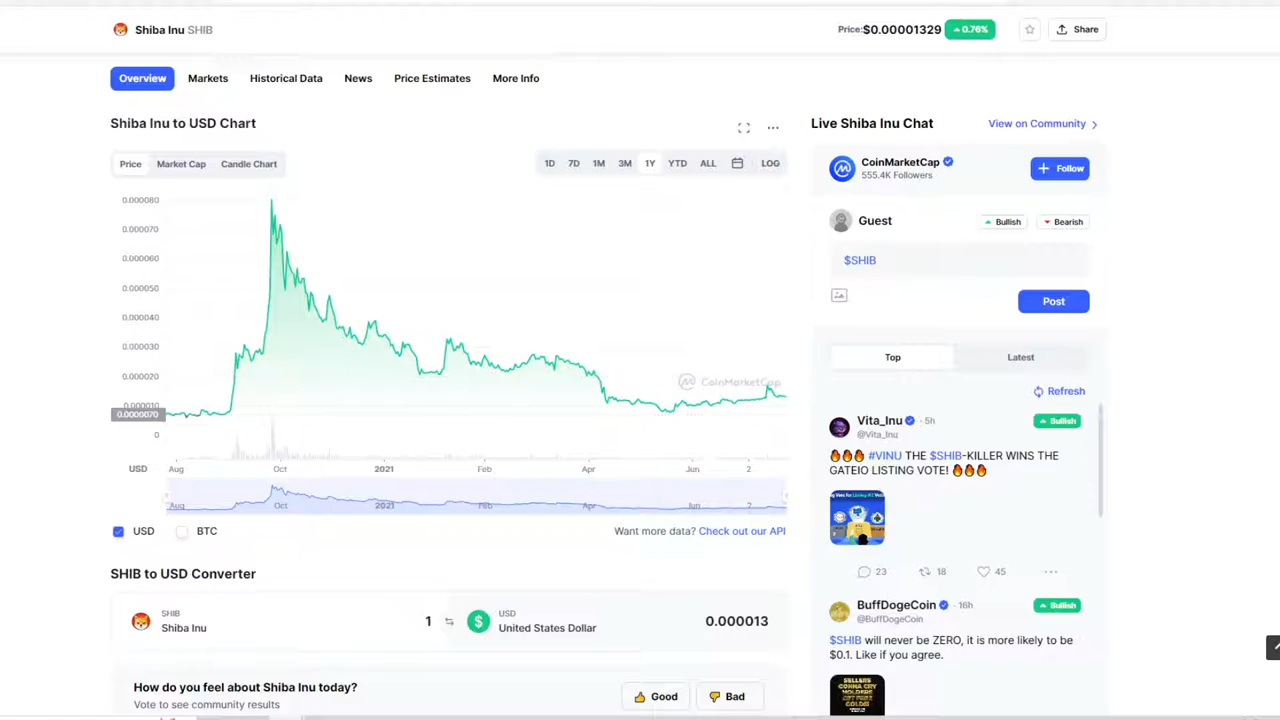 Shiba Inu SHIB
Price:$0.00001329 0.76% Share
Overview Markets Historical Data News Price Estimates More Info
Shiba Inu to USD Chart
Price Market Cap Candle Chart
1D 7D 1M 3M 1Y YTD ALL LOG
0.000080
0.000070
0.000060
0.000050
0.000040
0.000030
0.000020
0.000010
0.0000070
0
CoinMarketCap
USD Aug Oct 2021 Feb Apr Jun 2
Aug Oct 2021 Feb Apr Jun 2
USD BTC
Want more data? Check out our API
SHIB to USD Converter
SHIB
Shiba Inu
1
USD
United States Dollar
0.000013
How do you feel about Shiba Inu today?
Vote to see community results
Good Bad
Live Shiba Inu Chat View on Community
CoinMarketCap
555.4K Followers
Follow
Guest Bullish Bearish
$SHIB
Post
Top Latest
Refresh
Vita_Inu · 5h Bullish
@Vita_Inu
🔥🔥🔥 #VINU THE $SHIB-KILLER WINS THE
GATEIO LISTING VOTE! 🔥🔥🔥
23 18 45
BuffDogeCoin · 16h Bullish
@BuffDogeCoin
$SHIB will never be ZERO, it is more likely to be
$0.1. Like if you agree.
SELLERS
GONNA CRY
HOLDERS